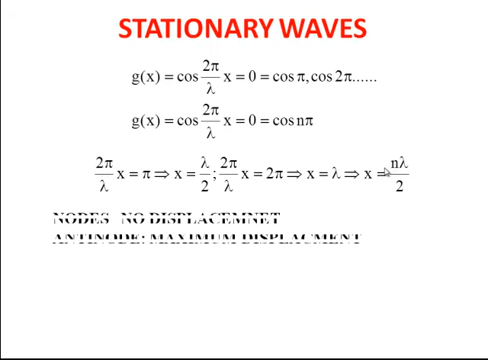 STATIONARY WAVES
g(x) = cos 2π/λ x = 0 = cos π, cos 2π......
g(x) = cos 2π/λ x = 0 = cos nπ
2π/λ x = π ⇒ x = λ/2 ; 2π/λ x = 2π ⇒ x = λ ⇒ x = nλ/2
NODES NO DISPLACEMNET
ANTINODE: MAXIMUM DISPLACMENT